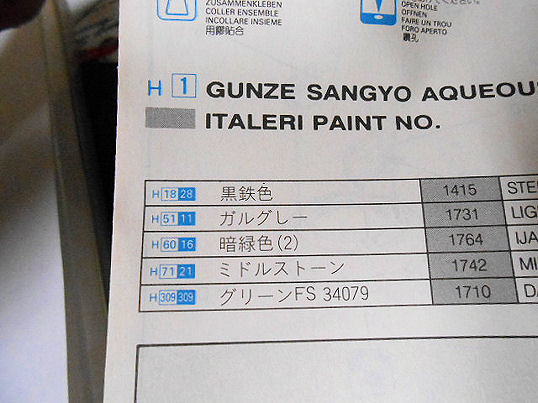 ZUSAMMENKLEBEN
COLLER ENSEMBLE
INCOLLARE INSIEME
用膠貼合
OPEN HOLE
ÖFFNEN
FAIRE UN TROU
FORO APERTO
鑽孔
H 1 GUNZE SANGYO AQUEOU
ITALERI PAINT NO.
H 18 28 黒鉄色 1415 STE
H 51 11 ガルグレー 1731 LIG
H 60 16 暗緑色(2) 1764 IJA
H 71 21 ミドルストーン 1742 MI
H 309 309 グリーンFS 34079 1710 DA